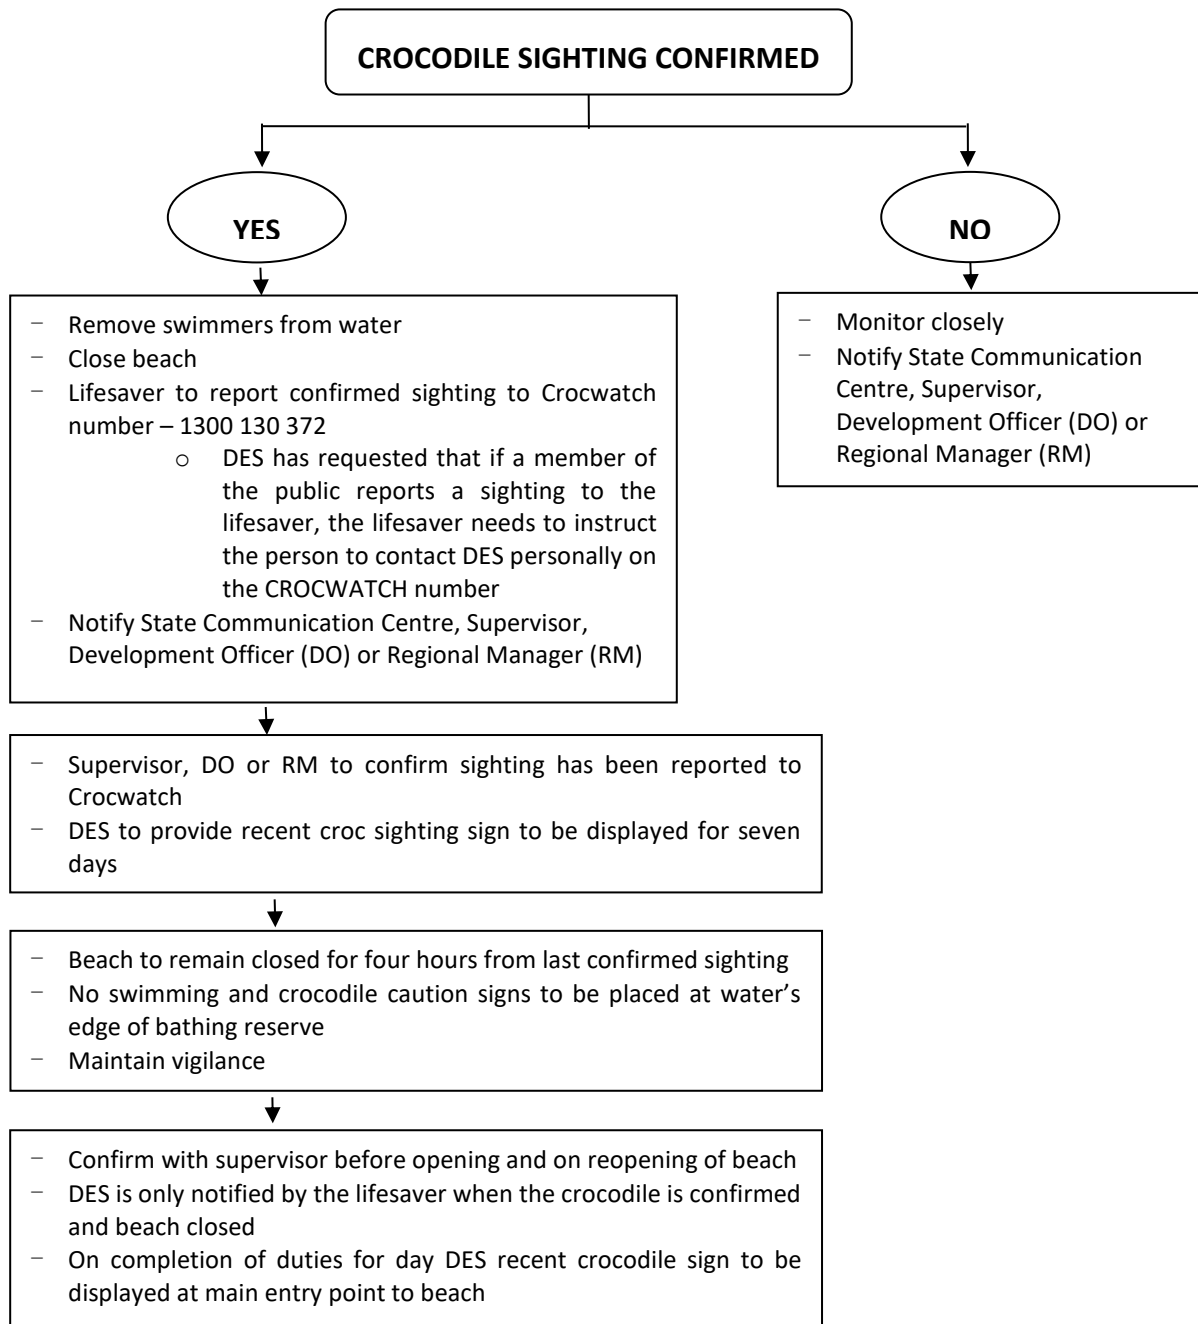 CROCODILE SIGHTING CONFIRMED
YES
NO
– Remove swimmers from water
– Close beach
– Lifesaver to report confirmed sighting to Crocwatch
number – 1300 130 372
o DES has requested that if a member of
the public reports a sighting to the
lifesaver, the lifesaver needs to instruct
the person to contact DES personally on
the CROCWATCH number
– Notify State Communication Centre, Supervisor,
Development Officer (DO) or Regional Manager (RM)
– Monitor closely
– Notify State Communication
Centre, Supervisor,
Development Officer (DO) or
Regional Manager (RM)
– Supervisor, DO or RM to confirm sighting has been reported to
Crocwatch
– DES to provide recent croc sighting sign to be displayed for seven
days
– Beach to remain closed for four hours from last confirmed sighting
– No swimming and crocodile caution signs to be placed at water’s
edge of bathing reserve
– Maintain vigilance
– Confirm with supervisor before opening and on reopening of beach
– DES is only notified by the lifesaver when the crocodile is confirmed
and beach closed
– On completion of duties for day DES recent crocodile sign to be
displayed at main entry point to beach